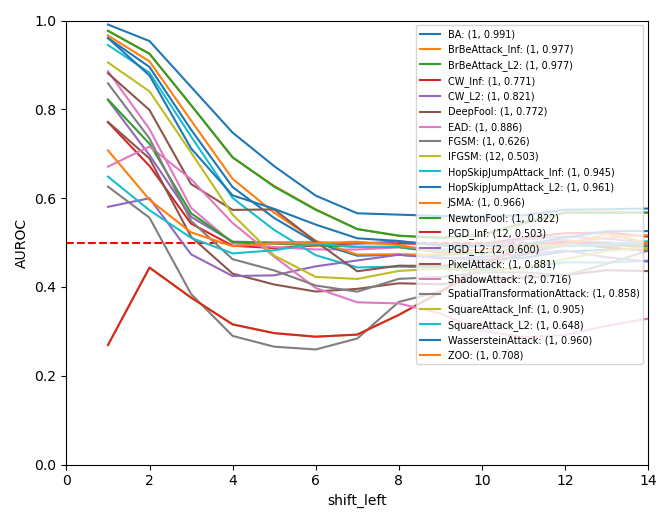 1.0
0.8
0.6
0.4
0.2
0.0
AUROC
0
2
4
6
8
10
12
14
shift_left
BA: (1, 0.991)
BrBeAttack_Inf: (1, 0.977)
BrBeAttack_L2: (1, 0.977)
CW_Inf: (1, 0.771)
CW_L2: (1, 0.821)
DeepFool: (1, 0.772)
EAD: (1, 0.886)
FGSM: (1, 0.626)
IFGSM: (12, 0.503)
HopSkipJumpAttack_Inf: (1, 0.945)
HopSkipJumpAttack_L2: (1, 0.961)
JSMA: (1, 0.966)
NewtonFool: (1, 0.822)
PGD_Inf: (12, 0.503)
PGD_L2: (2, 0.600)
PixelAttack: (1, 0.881)
ShadowAttack: (2, 0.716)
SpatialTransformationAttack: (1, 0.858)
SquareAttack_Inf: (1, 0.905)
SquareAttack_L2: (1, 0.648)
WassersteinAttack: (1, 0.960)
ZOO: (1, 0.708)